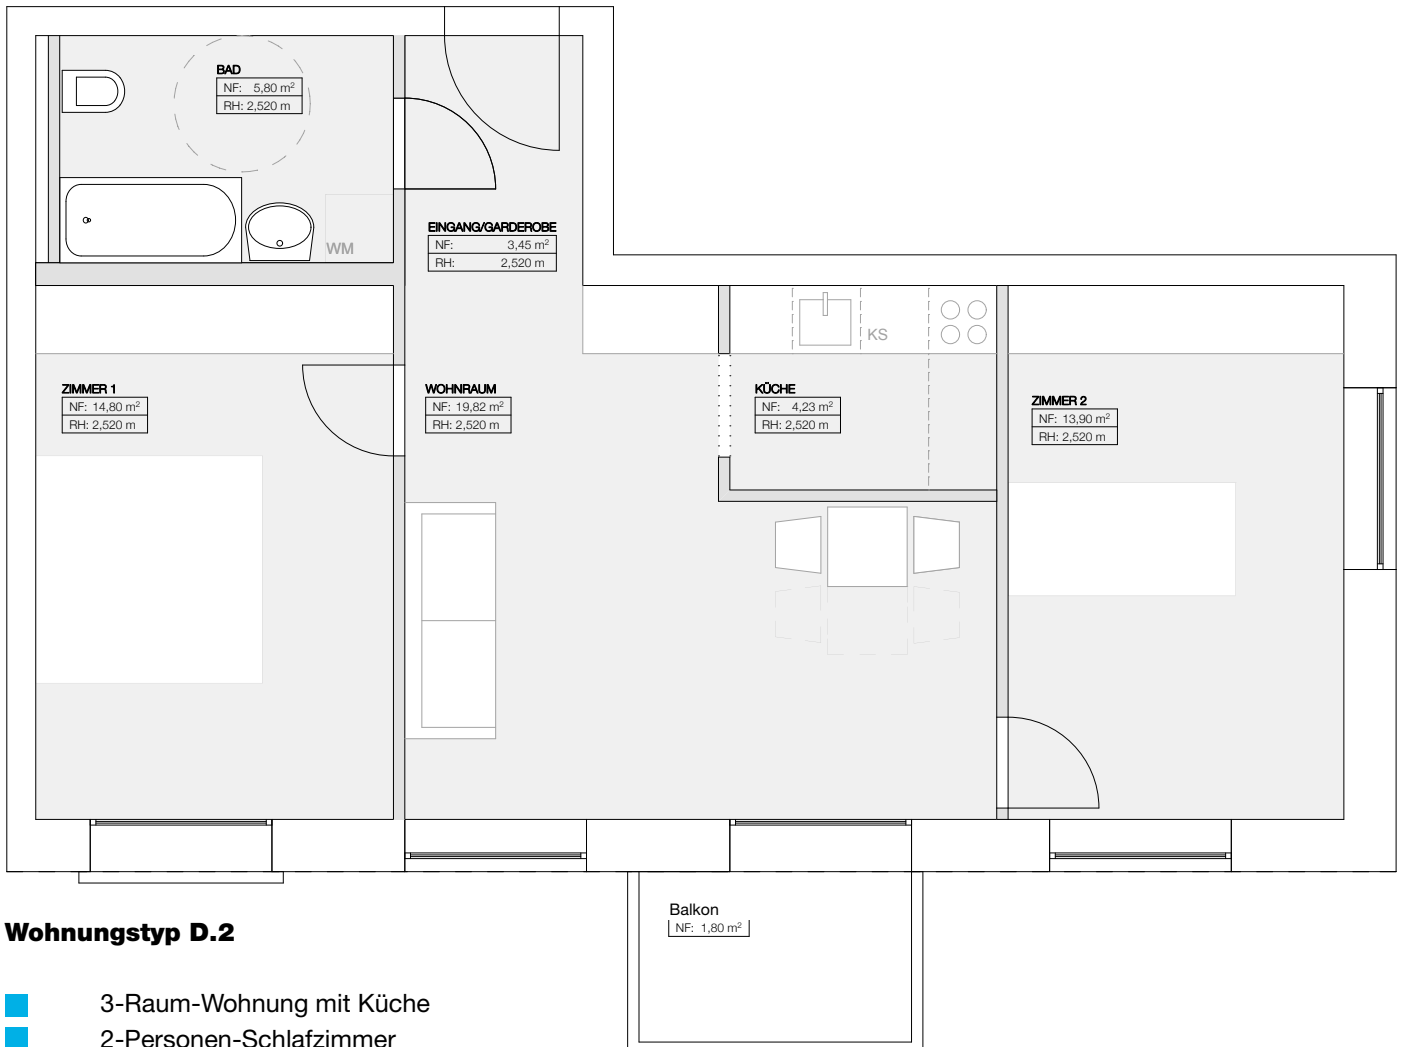 BAD
NF: 5,80 m²
RH: 2,520 m
WM
EINGANG/GARDEROBE
NF: 3,45 m²
RH: 2,520 m
KS
ZIMMER 1
NF: 14,80 m²
RH: 2,520 m
WOHNRAUM
NF: 19,82 m²
RH: 2,520 m
KÜCHE
NF: 4,23 m²
RH: 2,520 m
ZIMMER 2
NF: 13,90 m²
RH: 2,520 m
Balkon
NF: 1,80 m²
Wohnungstyp D.2
3-Raum-Wohnung mit Küche
2-Personen-Schlafzimmer